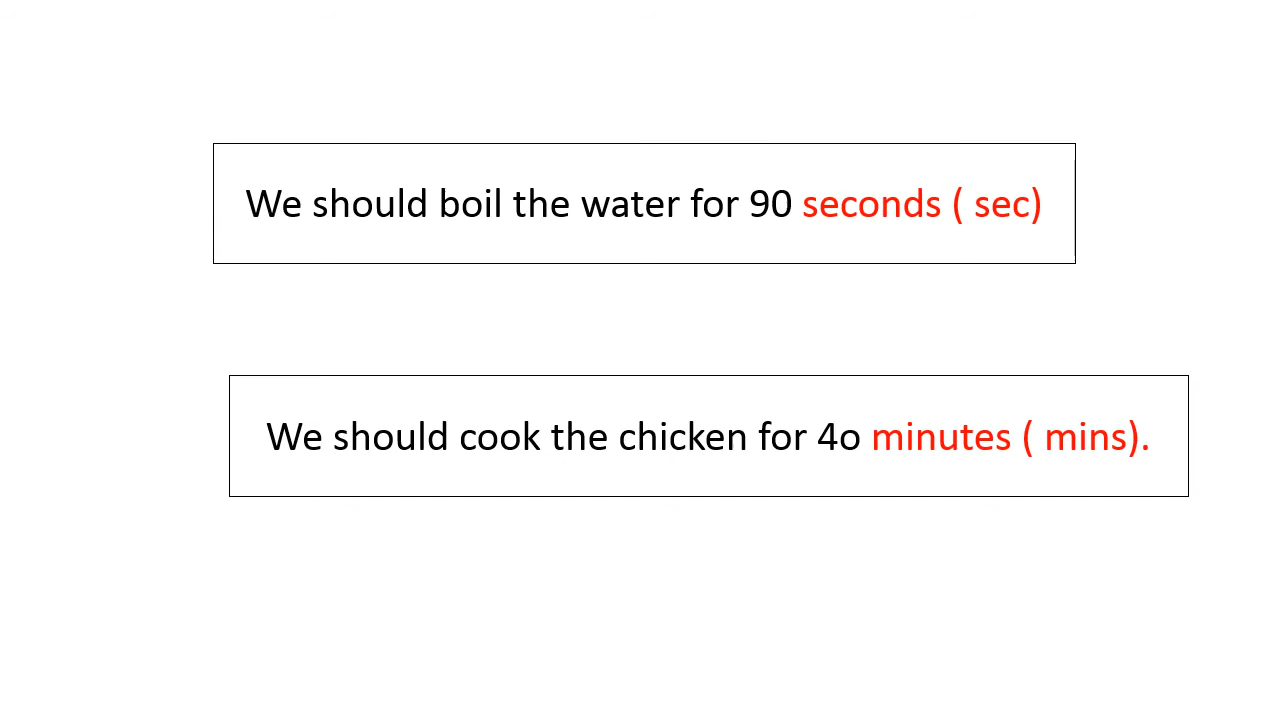 We should boil the water for 90 seconds ( sec)
We should cook the chicken for 4o minutes ( mins).